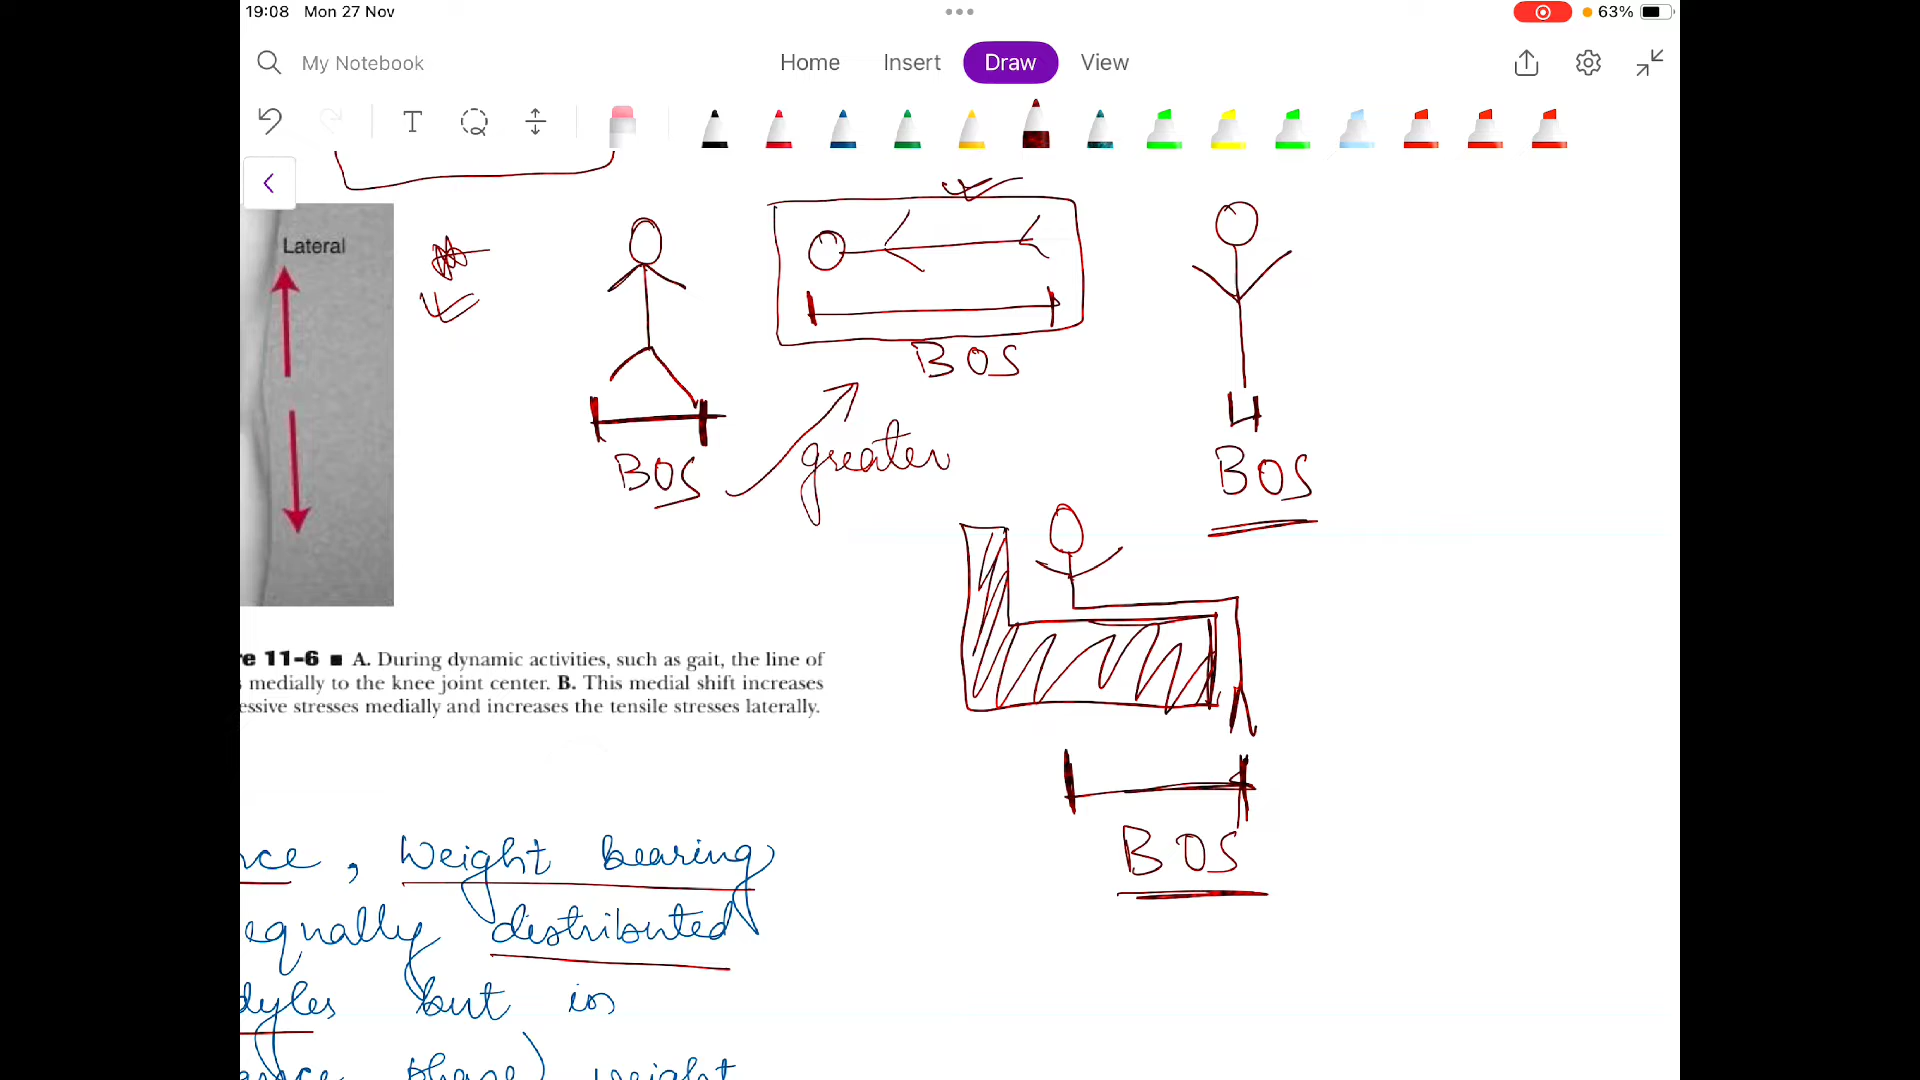 19:08 Mon 27 Nov
63%
My Notebook
Home Insert Draw View
T
Lateral
BOS
BOS
greater
BOS
BOS
e 11-6 ■ A. During dynamic activities, such as gait, the line of
medially to the knee joint center. B. This medial shift increases
essive stresses medially and increases the tensile stresses laterally.
nce, Weight bearing
equally distributed
dyles but is
phase) weight